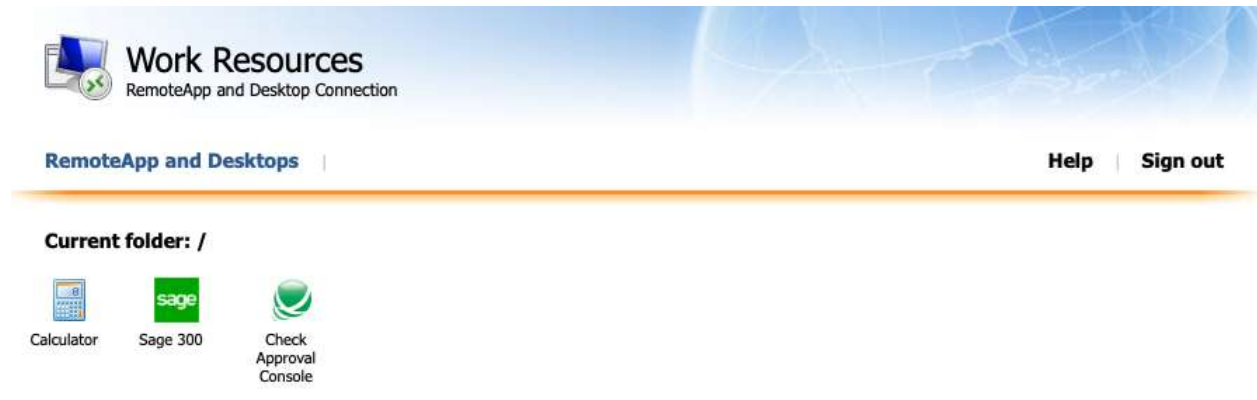 Work Resources
RemoteApp and Desktop Connection
RemoteApp and Desktops
Help
Sign out
Current folder: /
sage
Calculator
Sage 300
Check
Approval
Console